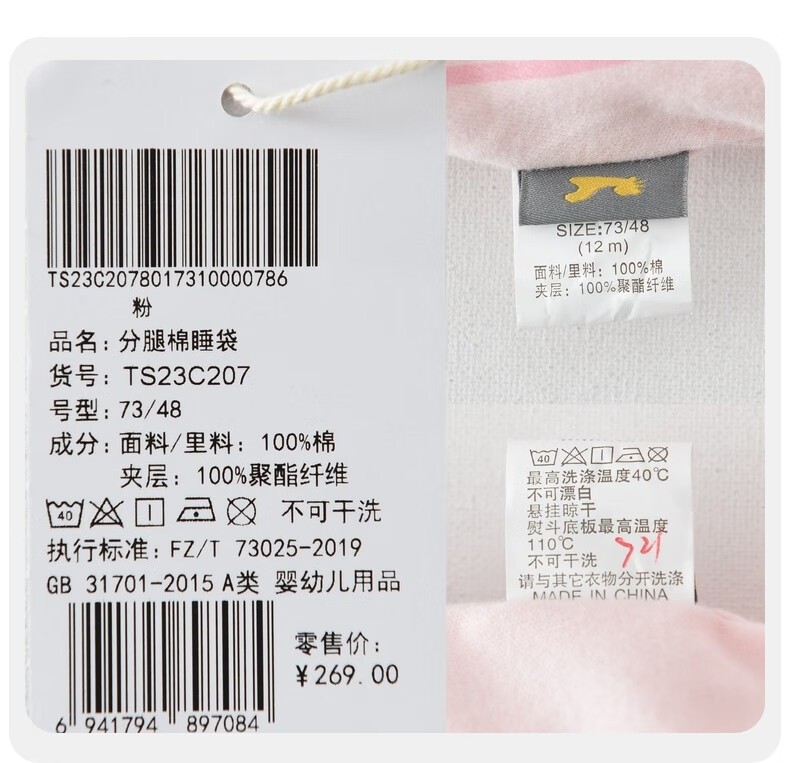 TS23C2078017310000786
粉
品名：分腿棉睡袋
货号：TS23C207
号型：73/48
成分：面料/里料：100%棉
夹层：100%聚酯纤维
40 不可干洗
执行标准：FZ/T 73025-2019
GB 31701-2015 A类 婴幼儿用品
零售价：
¥269.00
6 941794 897084
SIZE:73/48
(12 m)
面料/里料：100%棉
夹层：100%聚酯纤维
40
最高洗涤温度40℃
不可漂白
悬挂晾干
熨斗底板最高温度
110℃
不可干洗
请与其它衣物分开洗涤
MADE IN CHINA